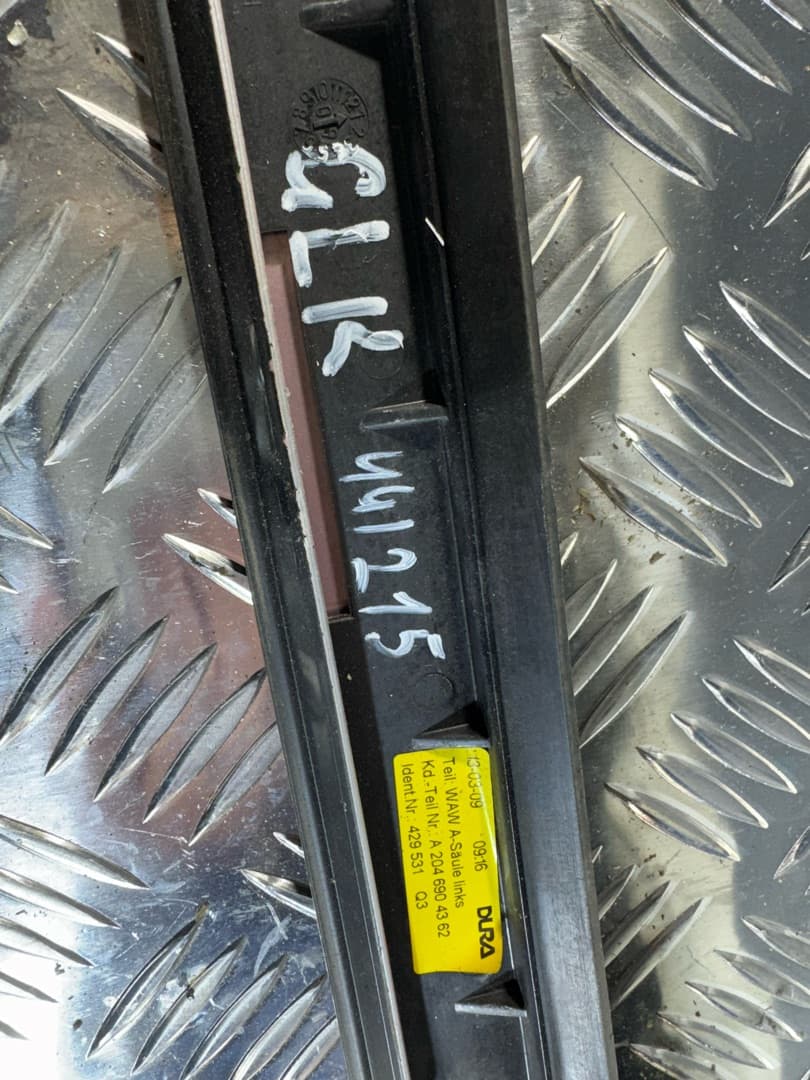 GLK
441215
13-03-09 09:16 DURA
Teil: WAW A-Säule links
Kd.-Teil Nr.: A 204 690 43 62
Ident.Nr.: 429 531 Q3